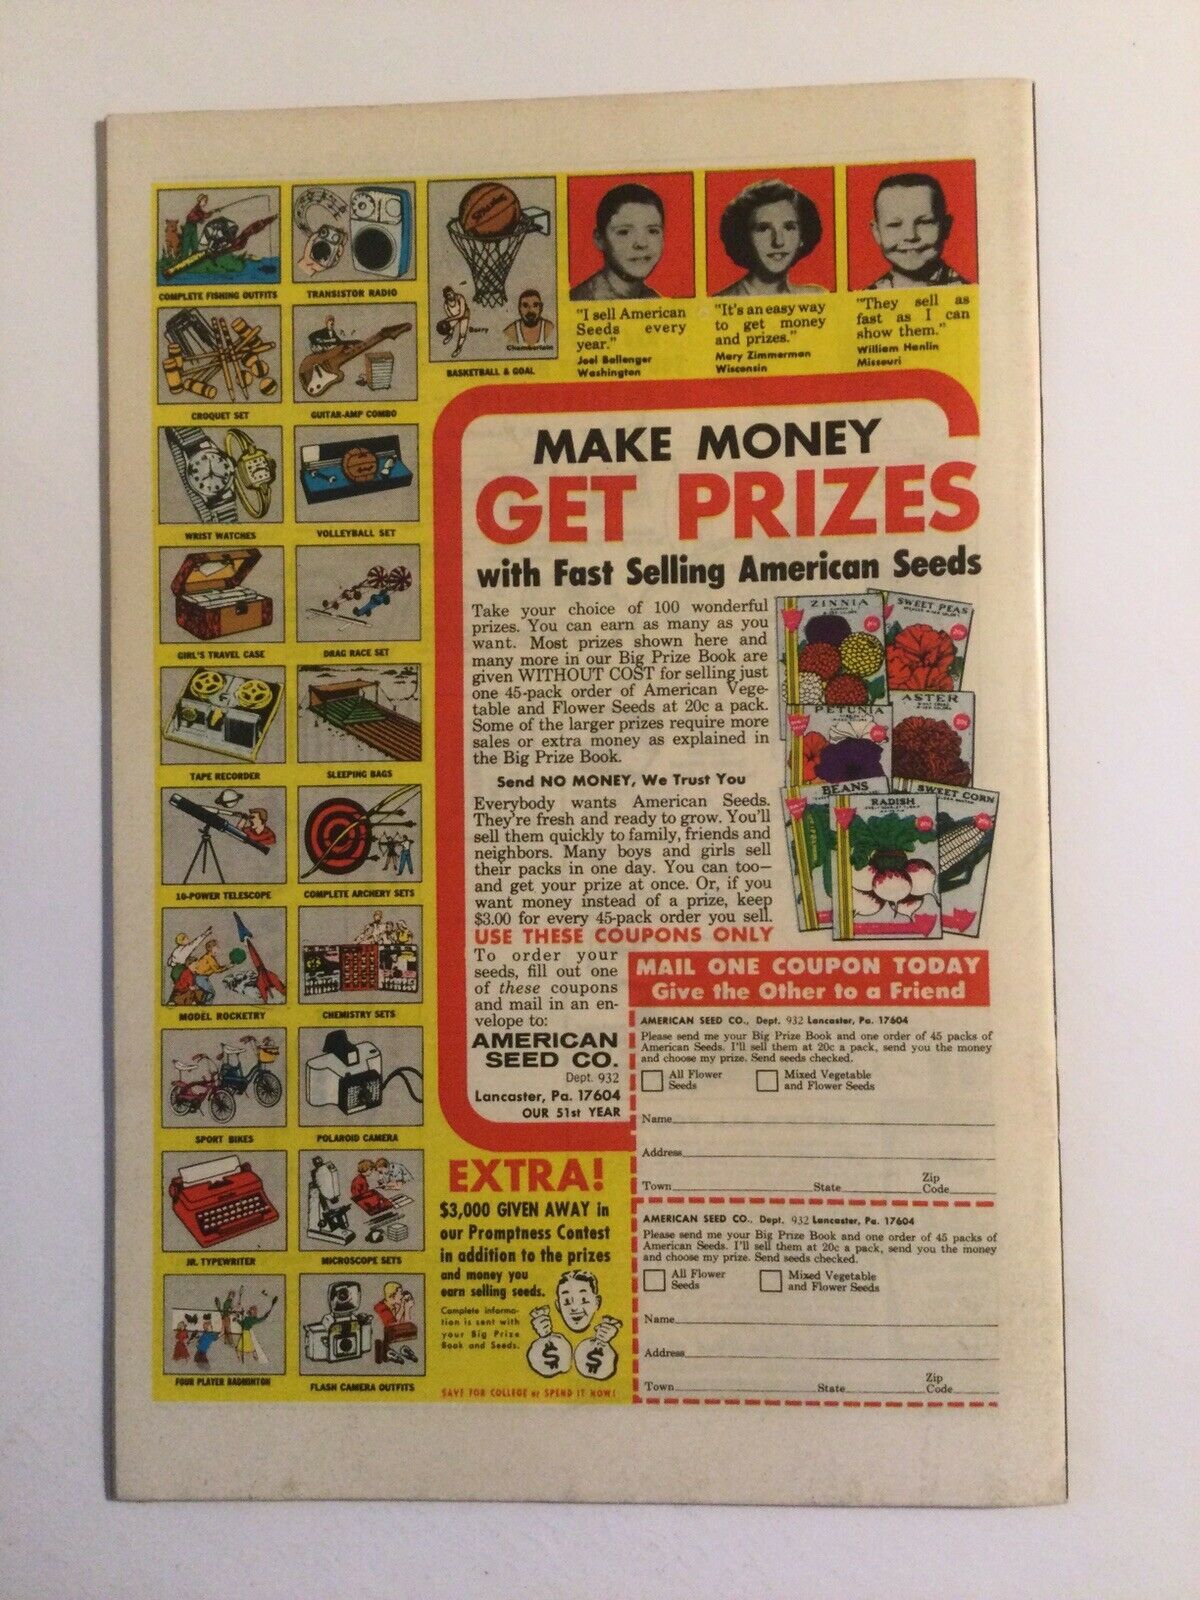 COMPLETE FISHING OUTFITS
TRANSISTOR RADIO
Barry
Chamberlain
BASKETBALL & GOAL
CROQUET SET
GUITAR-AMP COMBO
WRIST WATCHES
VOLLEYBALL SET
GIRL'S TRAVEL CASE
DRAG RACE SET
TAPE RECORDER
SLEEPING BAGS
10-POWER TELESCOPE
COMPLETE ARCHERY SETS
MODEL ROCKETRY
CHEMISTRY SETS
SPORT BIKES
POLAROID CAMERA
JR. TYPEWRITER
MICROSCOPE SETS
FOUR PLAYER BADMINTON
FLASH CAMERA OUTFITS
"I sell American
Seeds every
year."
Joel Ballenger
Washington
"It's an easy way
to get money
and prizes."
Mary Zimmerman
Wisconsin
"They sell as
fast as I can
show them."
William Hanlin
Missouri
MAKE MONEY
GET PRIZES
with Fast Selling American Seeds
Take your choice of 100 wonderful
prizes. You can earn as many as you
want. Most prizes shown here and
many more in our Big Prize Book are
given WITHOUT COST for selling just
one 45-pack order of American Vege-
table and Flower Seeds at 20c a pack.
Some of the larger prizes require more
sales or extra money as explained in
the Big Prize Book.
Send NO MONEY, We Trust You
Everybody wants American Seeds.
They're fresh and ready to grow. You'll
sell them quickly to family, friends and
neighbors. Many boys and girls sell
their packs in one day. You can too—
and get your prize at once. Or, if you
want money instead of a prize, keep
$3.00 for every 45-pack order you sell.
USE THESE COUPONS ONLY
To order your
seeds, fill out one
of these coupons
and mail in an en-
velope to:
AMERICAN
SEED CO.
Dept. 932
Lancaster, Pa. 17604
OUR 51st YEAR
ZINNIA
SWEET PEAS
PETUNIA
ASTER
BEANS
RADISH
SWEET CORN
MAIL ONE COUPON TODAY
Give the Other to a Friend
AMERICAN SEED CO., Dept. 932 Lancaster, Pa. 17604
Please send me your Big Prize Book and one order of 45 packs of
American Seeds. I'll sell them at 20c a pack, send you the money
and choose my prize. Send seeds checked.
All Flower
Seeds
Mixed Vegetable
and Flower Seeds
Name
Address
Town State Zip
Code
AMERICAN SEED CO., Dept. 932 Lancaster, Pa. 17604
Please send me your Big Prize Book and one order of 45 packs of
American Seeds. I'll sell them at 20c a pack, send you the money
and choose my prize. Send seeds checked.
All Flower
Seeds
Mixed Vegetable
and Flower Seeds
Name
Address
Town State Zip
Code
EXTRA!
$3,000 GIVEN AWAY in
our Promptness Contest
in addition to the prizes
and money you
earn selling seeds.
Complete informa-
tion is sent with
your Big Prize
Book and Seeds.
$ $
SAVE FOR COLLEGE or SPEND IT NOW!